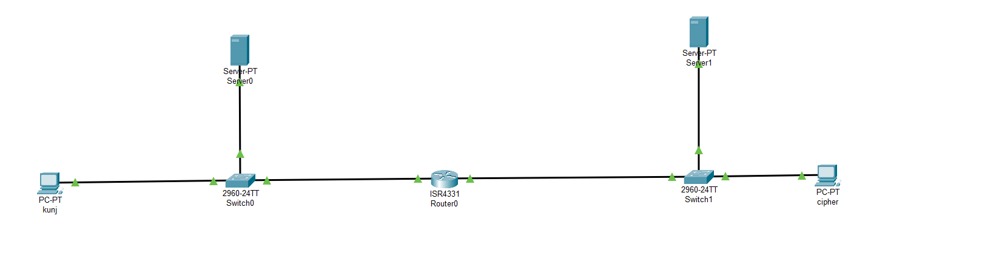 Server-PT
Server1
Server-PT
Server0
PC-PT
kunj
2960-24TT
Switch0
ISR4331
Router0
2960-24TT
Switch1
PC-PT
cipher